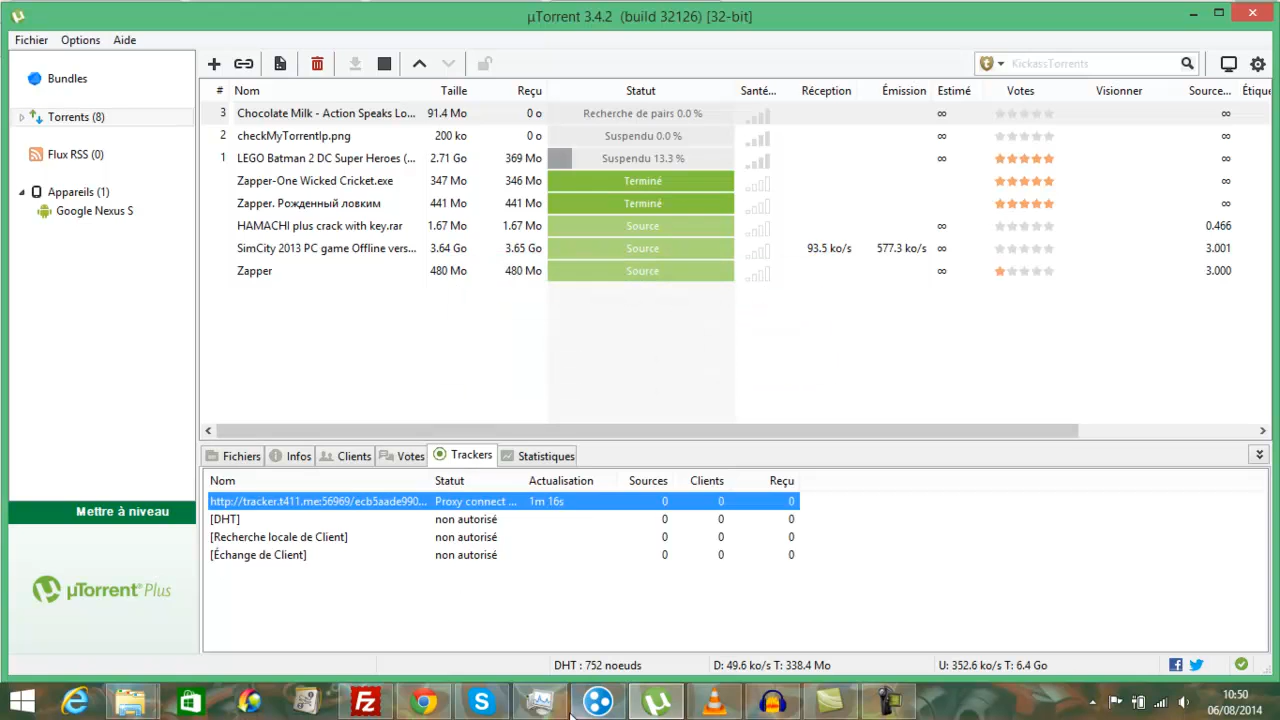 µTorrent 3.4.2 (build 32126) [32-bit]
Fichier Options Aide
KickassTorrents
Bundles
Torrents (8)
Flux RSS (0)
Appareils (1)
Google Nexus S
# Nom Taille Reçu Statut Santé... Réception Émission Estimé Votes Visionner Source... Étique
3 Chocolate Milk - Action Speaks Lo... 91.4 Mo 0 o Recherche de pairs 0.0 % ∞ ∞
2 checkMyTorrentIp.png 200 ko 0 o Suspendu 0.0 % ∞ ∞
1 LEGO Batman 2 DC Super Heroes (... 2.71 Go 369 Mo Suspendu 13.3 % ∞ ∞
Zapper-One Wicked Cricket.exe 347 Mo 346 Mo Terminé ∞
Zapper. Рожденный ловким 441 Mo 441 Mo Terminé ∞
HAMACHI plus crack with key.rar 1.67 Mo 1.67 Mo Source ∞ 0.466
SimCity 2013 PC game Offline vers... 3.64 Go 3.65 Go Source 93.5 ko/s 577.3 ko/s ∞ 3.001
Zapper 480 Mo 480 Mo Source ∞ 3.000
Fichiers Infos Clients Votes Trackers Statistiques
Nom Statut Actualisation Sources Clients Reçu
http://tracker.t411.me:56969/ecb5aade990... Proxy connect ... 1m 16s 0 0 0
[DHT] non autorisé 0 0 0
[Recherche locale de Client] non autorisé 0 0 0
[Échange de Client] non autorisé 0 0 0
Mettre à niveau
µTorrent® Plus
DHT : 752 noeuds D: 49.6 ko/s T: 338.4 Mo U: 352.6 ko/s T: 6.4 Go
10:50
06/08/2014